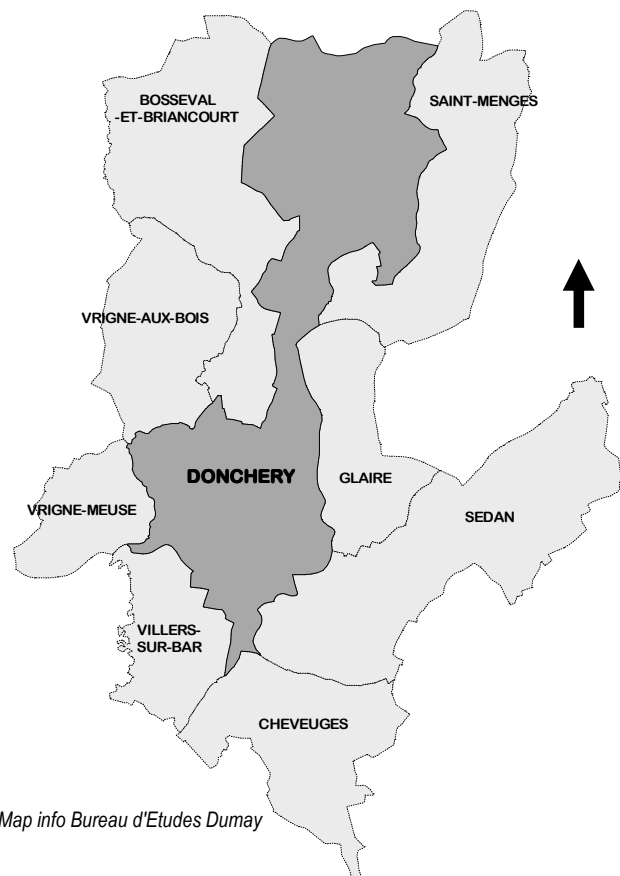 BOSSEVAL
-ET-BRIANCOURT
SAINT-MENGES
VRIGNE-AUX-BOIS
DONCHERY
GLAIRE
VRIGNE-MEUSE
SEDAN
VILLERS-
SUR-BAR
CHEVEUGES
Map info Bureau d'Etudes Dumay